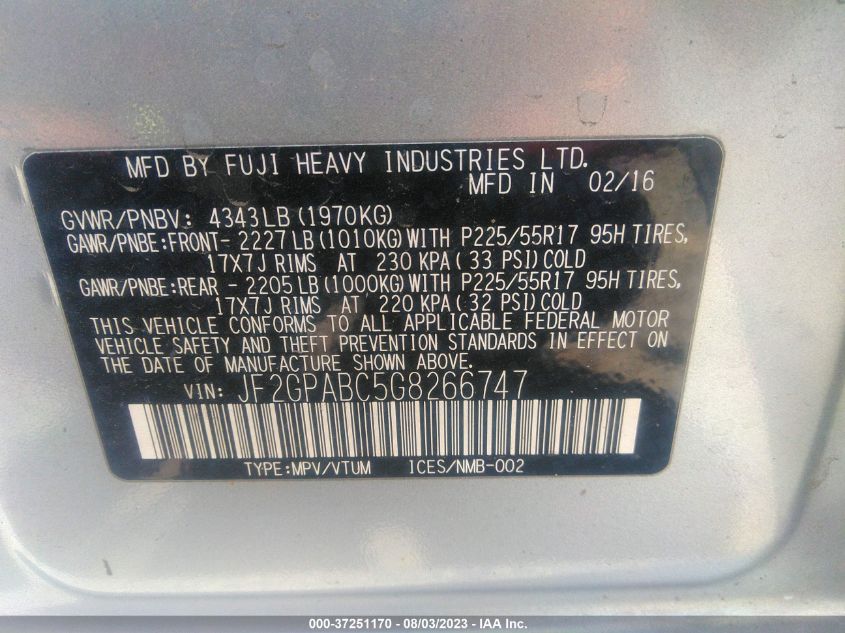 MFD BY FUJI HEAVY INDUSTRIES LTD.
MFD IN 02/16
GVWR/PNBV: 4343LB (1970KG)
GAWR/PNBE:FRONT- 2227 LB (1010KG) WITH P225/55R17 95H TIRES,
17X7J RIMS AT 230 KPA ( 33 PSI) COLD
GAWR/PNBE:REAR - 2205 LB (1000KG) WITH P225/55R17 95H TIRES,
17X7J RIMS AT 220 KPA ( 32 PSI) COLD
THIS VEHICLE CONFORMS TO ALL APPLICABLE FEDERAL MOTOR
VEHICLE SAFETY AND THEFT PREVENTION STANDARDS IN EFFECT ON
THE DATE OF MANUFACTURE SHOWN ABOVE.
VIN: JF2GPABC5G8266747
TYPE:MPV/VTUM ICES/NMB-002
000-37251170 - 08/03/2023 - IAA Inc.